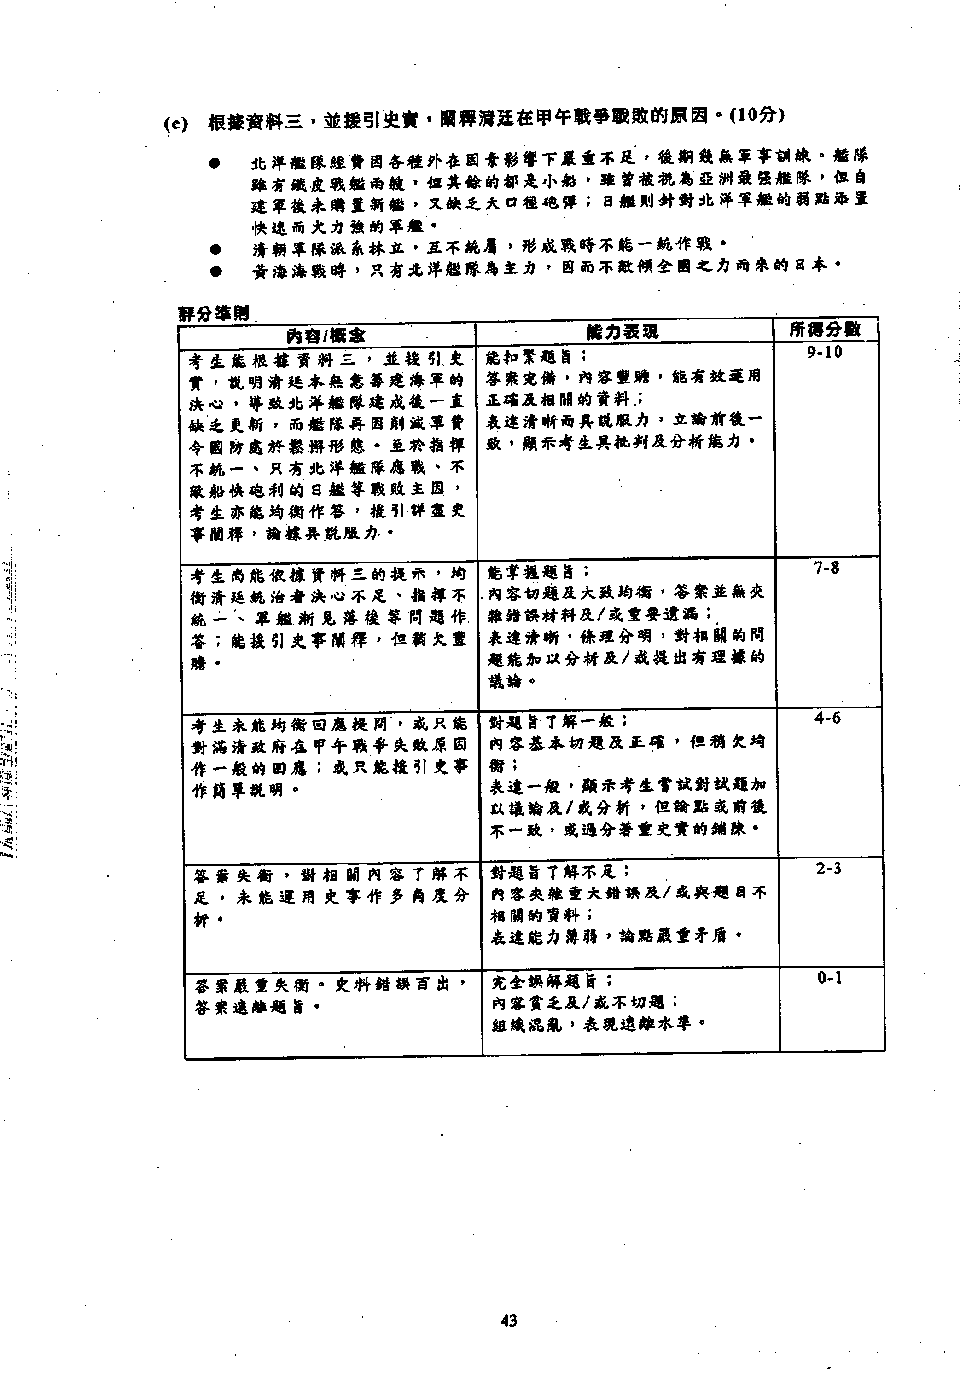 (c) 根據資料三，並援引史實，闡釋清廷在甲午戰爭戰敗的原因。(10分)
● 北洋艦隊經費因各種外在因素影響下嚴重不足，後期幾無軍事訓練。艦隊
雖有鐵皮戰艦兩艘，但其餘的都是小船，雖曾被視為亞洲最强艦隊，但自
建軍後未購置新艦，又缺乏大口徑砲彈；日艦則針對北洋軍艦的弱點添置
快速而火力強的軍艦。
● 清朝軍隊派系林立，互不統屬，形成戰時不能一統作戰。
● 黃海海戰時，只有北洋艦隊為主力，因而不敵傾全國之力而來的日本。
評分準則
內容/概念 能力表現 所得分數
考生能根據資料三，並援引史
實，說明清廷本無意籌建海軍的
決心，導致北洋艦隊建成後一直
缺乏更新，而艦隊再因削減軍費
令國防處於鬆懈形態。至於指揮
不統一、只有北洋艦隊應戰、不
敵船快砲利的日艦等戰敗主因，
考生亦能均衡作答，援引詳盡史
事闡釋，論據具說服力。
能扣緊題旨；
答案完備，內容豐贍，能有效運用
正確及相關的資料；
表達清晰而具說服力，立論前後一
致，顯示考生具批判及分析能力。
9-10
考生尚能依據資料三的提示，均
衡清廷統治者決心不足、指揮不
統一、軍艦漸見落後等問題作
答；能援引史事闡釋，但稍欠豐
贍。
能掌握題旨；
內容切題及大致均衡，答案並無夾
雜錯誤材料及/或重要遺漏；
表達清晰，條理分明，對相關的問
題能加以分析及/或提出有理據的
議論。
7-8
考生未能均衡回應提問，或只能
對滿清政府在甲午戰爭失敗原因
作一般的回應；或只能援引史事
作簡單說明。
對題旨了解一般；
內容基本切題及正確，但稍欠均
衡；
表達一般，顯示考生嘗試對試題加
以議論及/或分析，但論點或前後
不一致，或過分著重史實的鋪陳。
4-6
答案失衡，對相關內容了解不
足，未能運用史事作多角度分
析。
對題旨了解不足；
內容夾雜重大錯誤及/或與題目不
相關的資料；
表達能力薄弱，論點嚴重矛盾。
2-3
答案嚴重失衡。史料錯誤百出，
答案遠離題旨。
完全誤解題旨；
內容貧乏及/或不切題；
組織混亂，表現遠離水準。
0-1
43